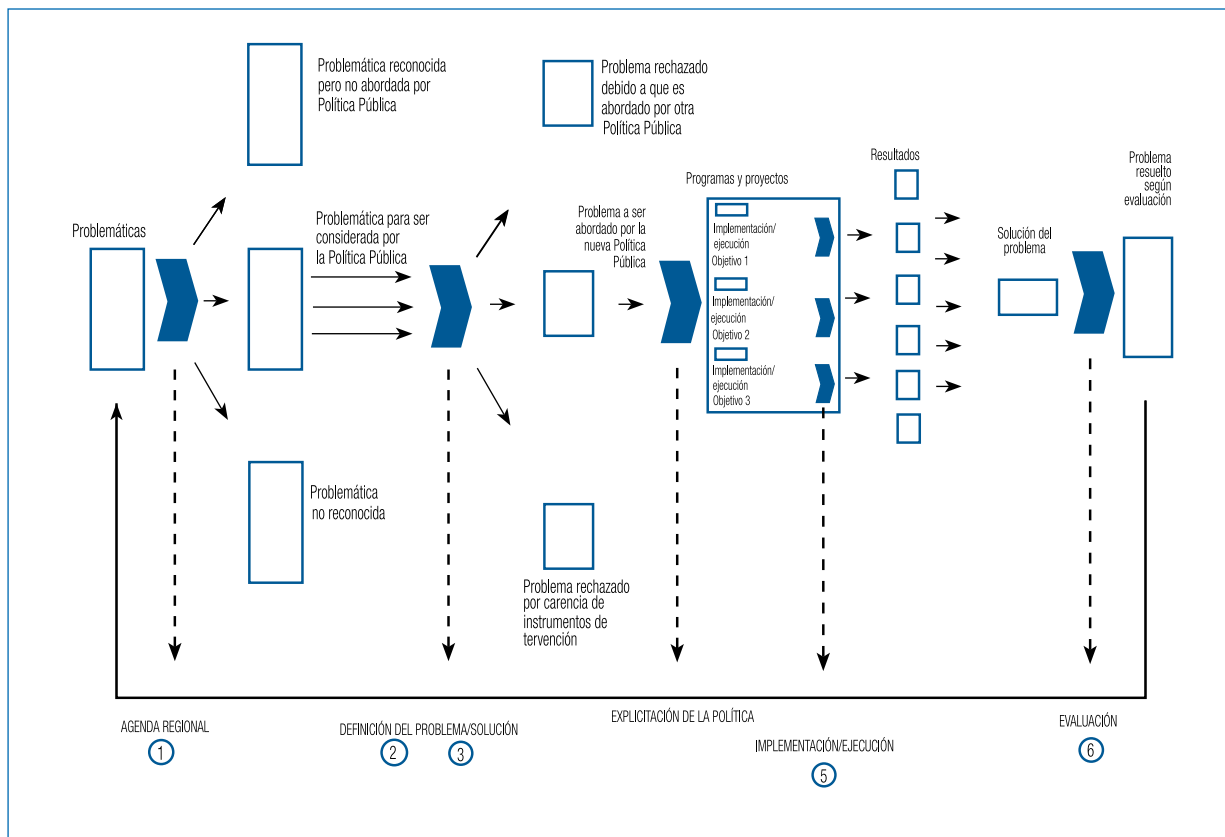 Problemática reconocida
pero no abordada por
Política Pública
Problema rechazado
debido a que es
abordado por otra
Política Pública
Problemáticas
Problemática para ser
considerada por
la Política Pública
Problema a ser
abordado por la
nueva Política
Pública
Programas y proyectos
Implementación/
ejecución
Objetivo 1
Implementación/
ejecución
Objetivo 2
Implementación/
ejecución
Objetivo 3
Resultados
Solución del
problema
Problema
resuelto
según
evaluación
Problemática
no reconocida
Problema rechazado
por carencia de
instrumentos de
tervención
AGENDA REGIONAL
1
DEFINICIÓN DEL PROBLEMA/SOLUCIÓN
2 3
EXPLICITACIÓN DE LA POLÍTICA
IMPLEMENTACIÓN/EJECUCIÓN
5
EVALUACIÓN
6